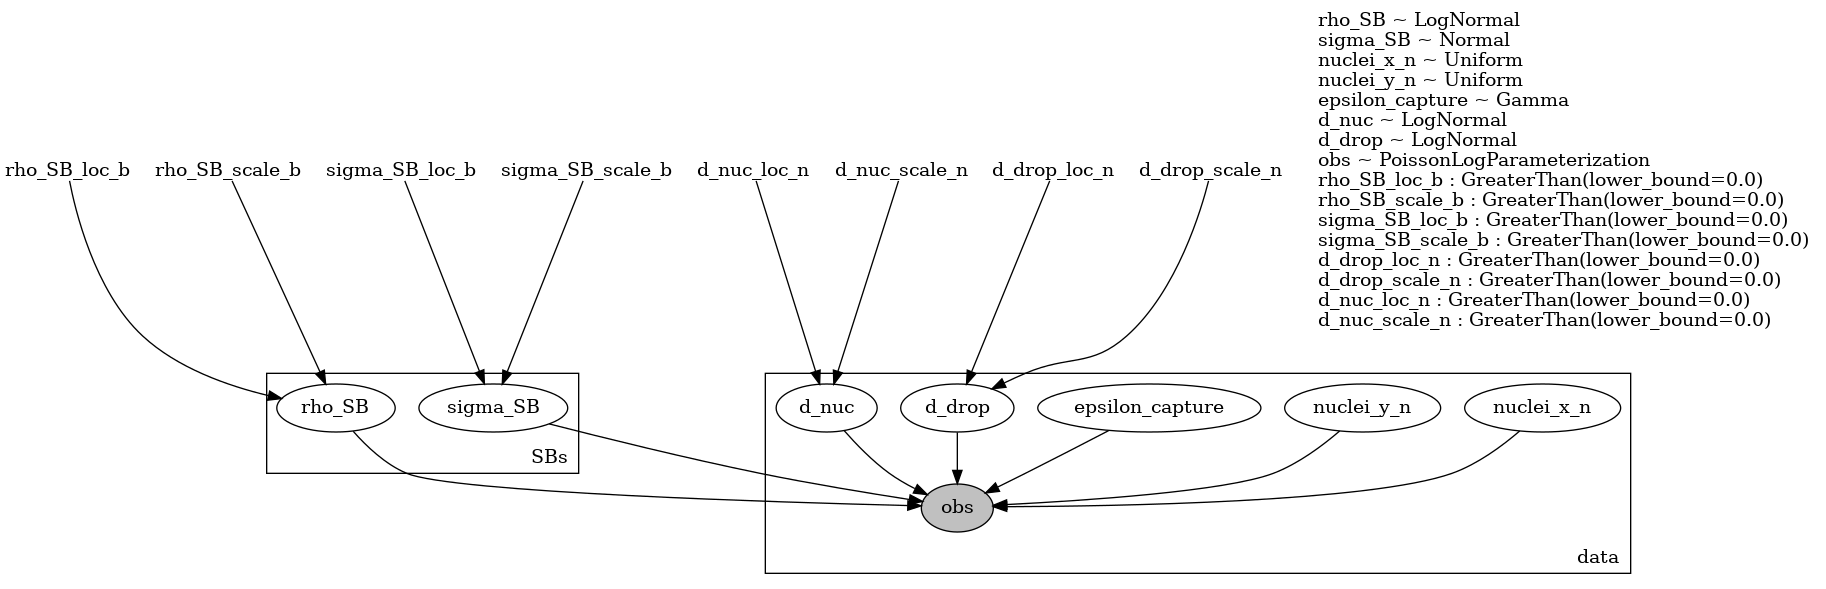 rho_SB ~ LogNormal
sigma_SB ~ Normal
nuclei_x_n ~ Uniform
nuclei_y_n ~ Uniform
epsilon_capture ~ Gamma
d_nuc ~ LogNormal
d_drop ~ LogNormal
obs ~ PoissonLogParameterization
rho_SB_loc_b : GreaterThan(lower_bound=0.0)
rho_SB_scale_b : GreaterThan(lower_bound=0.0)
sigma_SB_loc_b : GreaterThan(lower_bound=0.0)
sigma_SB_scale_b : GreaterThan(lower_bound=0.0)
d_drop_loc_n : GreaterThan(lower_bound=0.0)
d_drop_scale_n : GreaterThan(lower_bound=0.0)
d_nuc_loc_n : GreaterThan(lower_bound=0.0)
d_nuc_scale_n : GreaterThan(lower_bound=0.0)
rho_SB_loc_b rho_SB_scale_b sigma_SB_loc_b sigma_SB_scale_b d_nuc_loc_n d_nuc_scale_n d_drop_loc_n d_drop_scale_n
rho_SB sigma_SB d_nuc d_drop epsilon_capture nuclei_y_n nuclei_x_n
SBs
obs
data